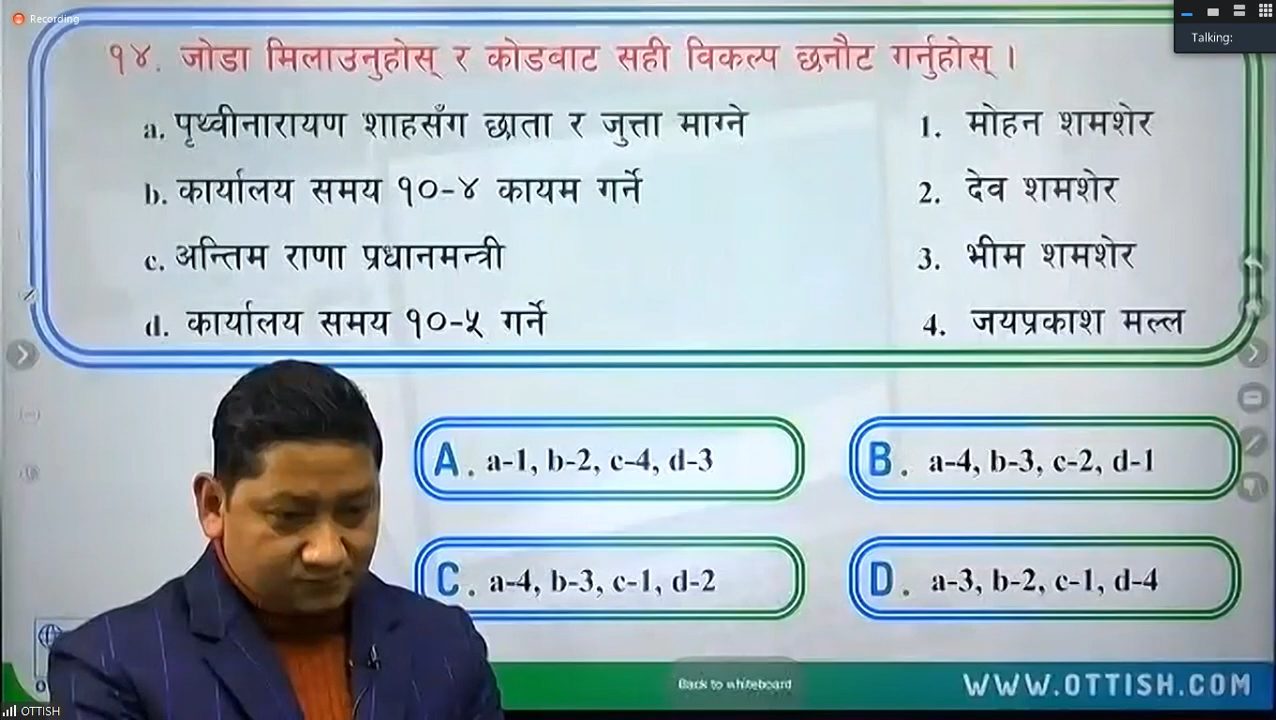 Recording
Talking:
१४. जोडा मिलाउनुहोस् र कोडवाट सही विकल्प छनौट गर्नुहोस् ।
a. पृथ्वीनारायण शाहसँग छाता र जुत्ता माग्ने
1. मोहन शमशेर
b. कार्यालय समय १०-४ कायम गर्ने
2. देव शमशेर
c. अन्तिम राणा प्रधानमन्त्री
3. भीम शमशेर
d. कार्यालय समय १०-५ गर्ने
4. जयप्रकाश मल्ल
A. a-1, b-2, c-4, d-3
B. a-4, b-3, c-2, d-1
C. a-4, b-3, c-1, d-2
D. a-3, b-2, c-1, d-4
Back to whiteboard
WWW.OTTISH.COM
OTTISH